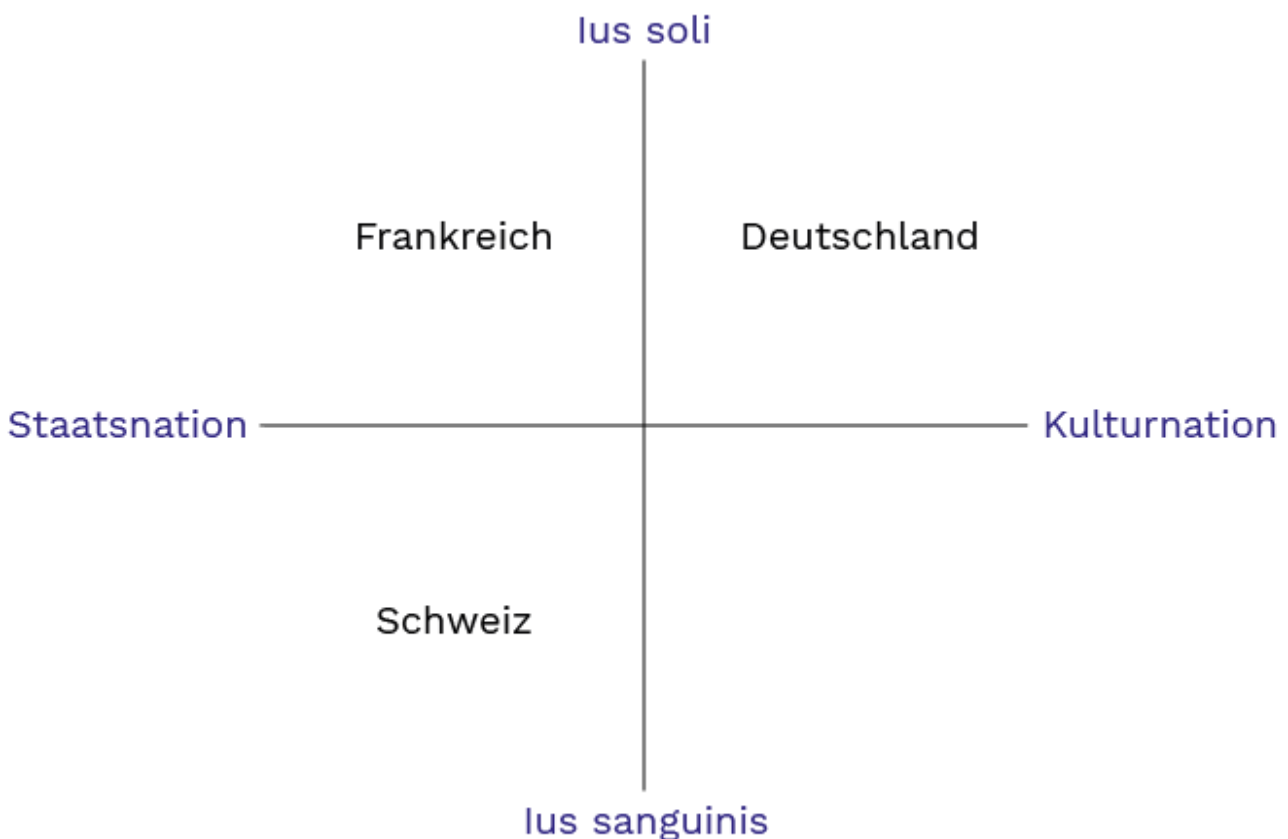 Ius soli
Frankreich
Deutschland
Staatsnation
Kulturnation
Schweiz
Ius sanguinis